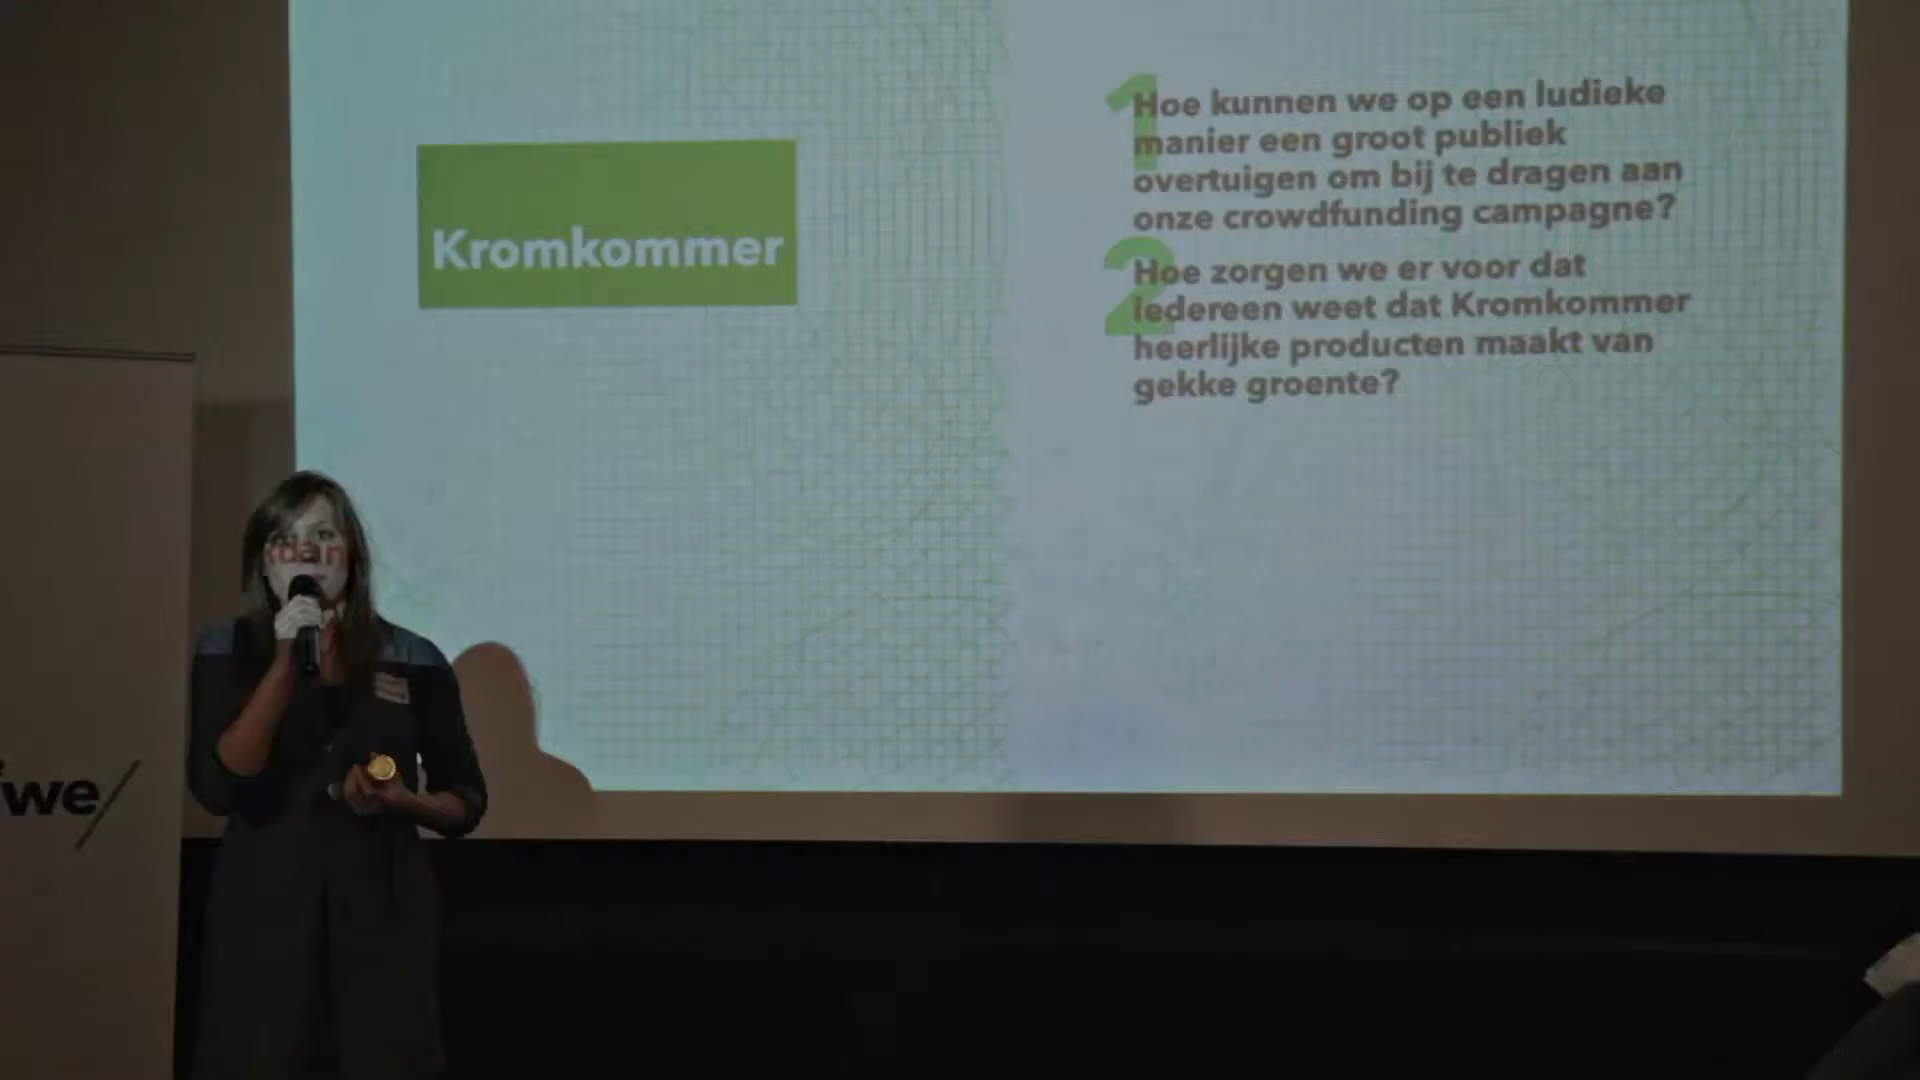 Kromkommer
1
Hoe kunnen we op een ludieke
manier een groot publiek
overtuigen om bij te dragen aan
onze crowdfunding campagne?
2
Hoe zorgen we er voor dat
iedereen weet dat Kromkommer
heerlijke producten maakt van
gekke groente?
we/